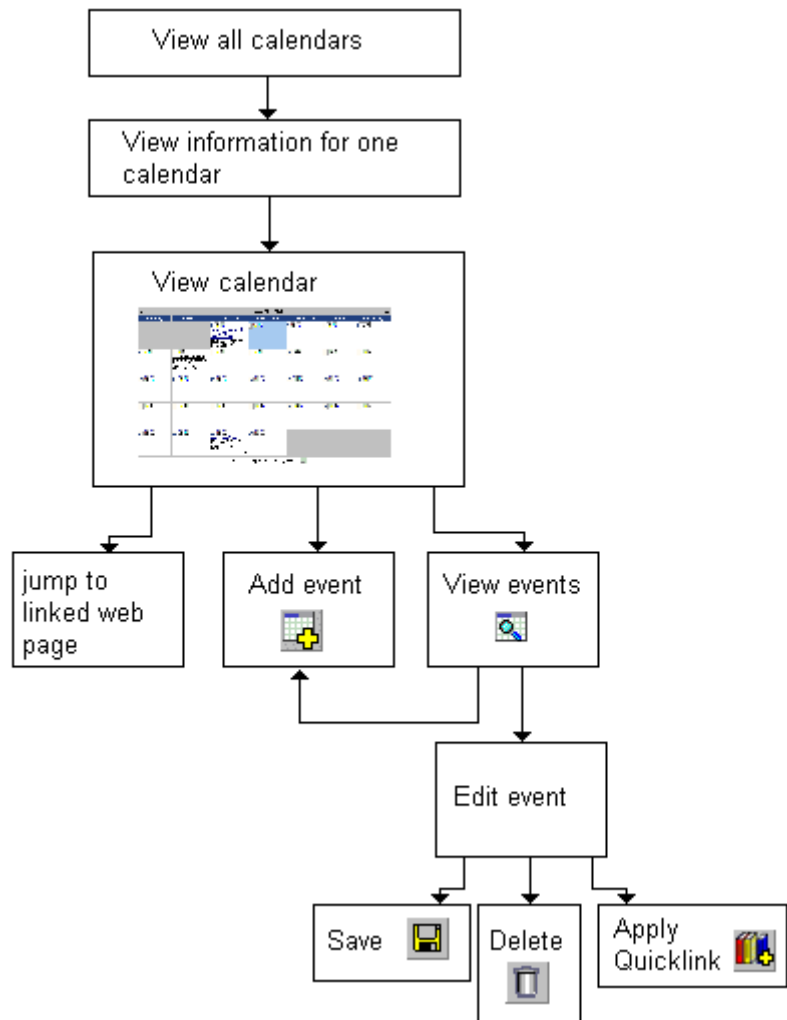 View all calendars
View information for one
calendar
View calendar
jump to
linked web
page
Add event
View events
Edit event
Save
Delete
Apply
Quicklink